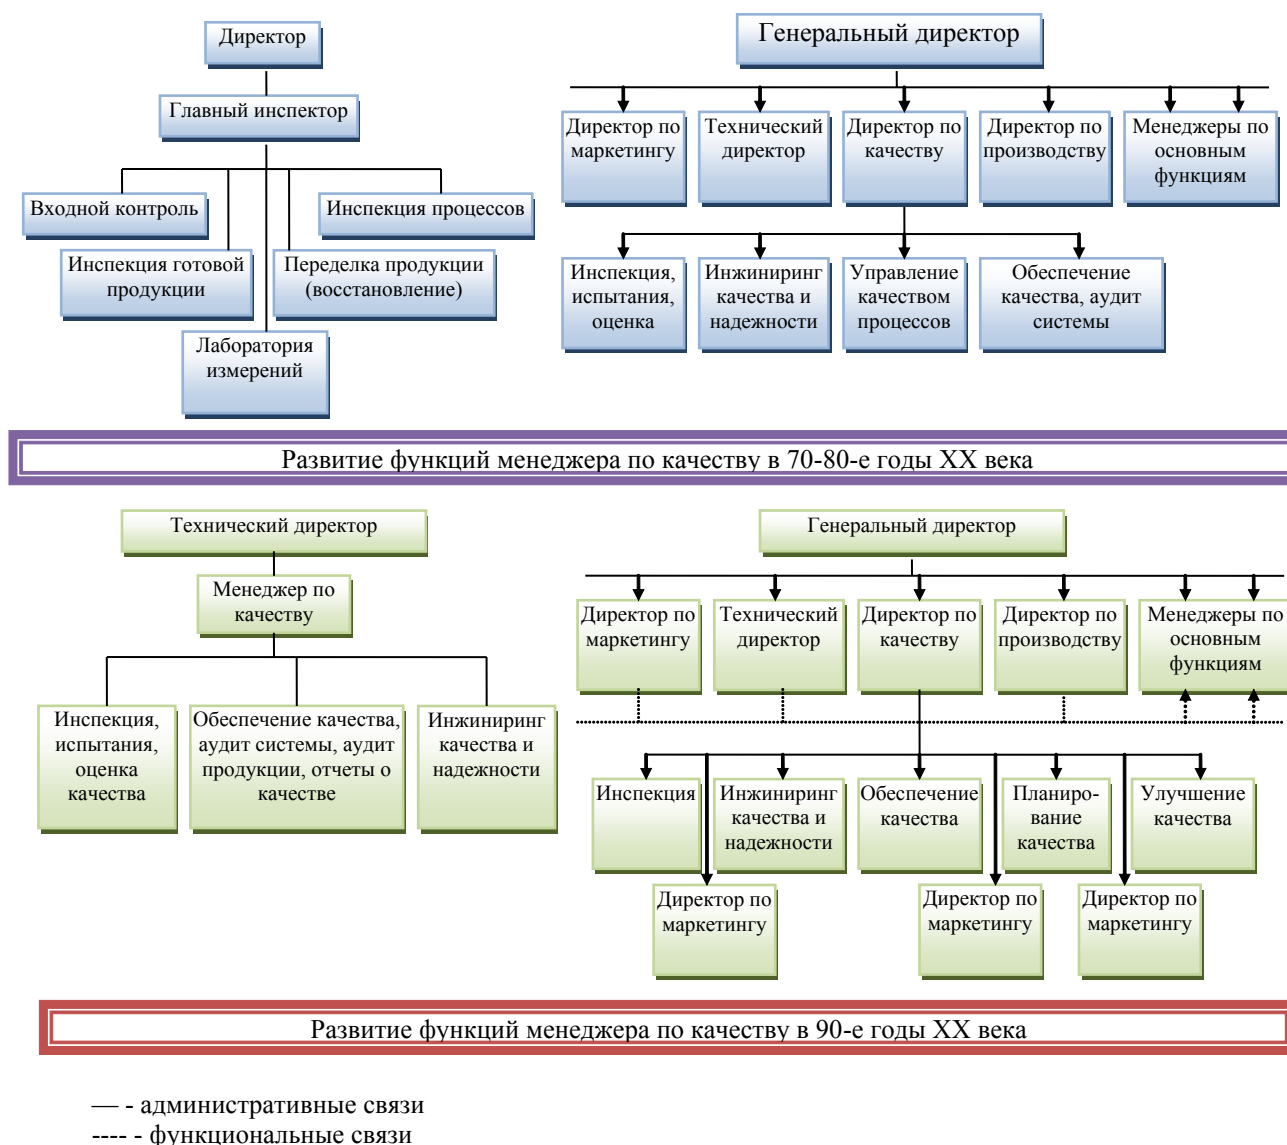 Директор
Главный инспектор
Входной контроль
Инспекция процессов
Инспекция готовой
продукции
Переделка продукции
(восстановление)
Лаборатория
измерений
Генеральный директор
Директор по
маркетингу
Технический
директор
Директор по
качеству
Директор по
производству
Менеджеры по
основным
функциям
Инспекция,
испытания,
оценка
Инжиниринг
качества и
надежности
Управление
качеством
процессов
Обеспечение
качества, аудит
системы
Развитие функций менеджера по качеству в 70-80-е годы XX века
Технический директор
Менеджер по
качеству
Инспекция,
испытания,
оценка
качества
Обеспечение качества,
аудит системы, аудит
продукции, отчеты о
качестве
Инжиниринг
качества и
надежности
Генеральный директор
Директор по
маркетингу
Технический
директор
Директор по
качеству
Директор по
производству
Менеджеры по
основным
функциям
Инспекция
Инжиниринг
качества и
надежности
Обеспечение
качества
Планиро-
вание
качества
Улучшение
качества
Директор по
маркетингу
Директор по
маркетингу
Директор по
маркетингу
Развитие функций менеджера по качеству в 90-е годы XX века
— - административные связи
---- - функциональные связи